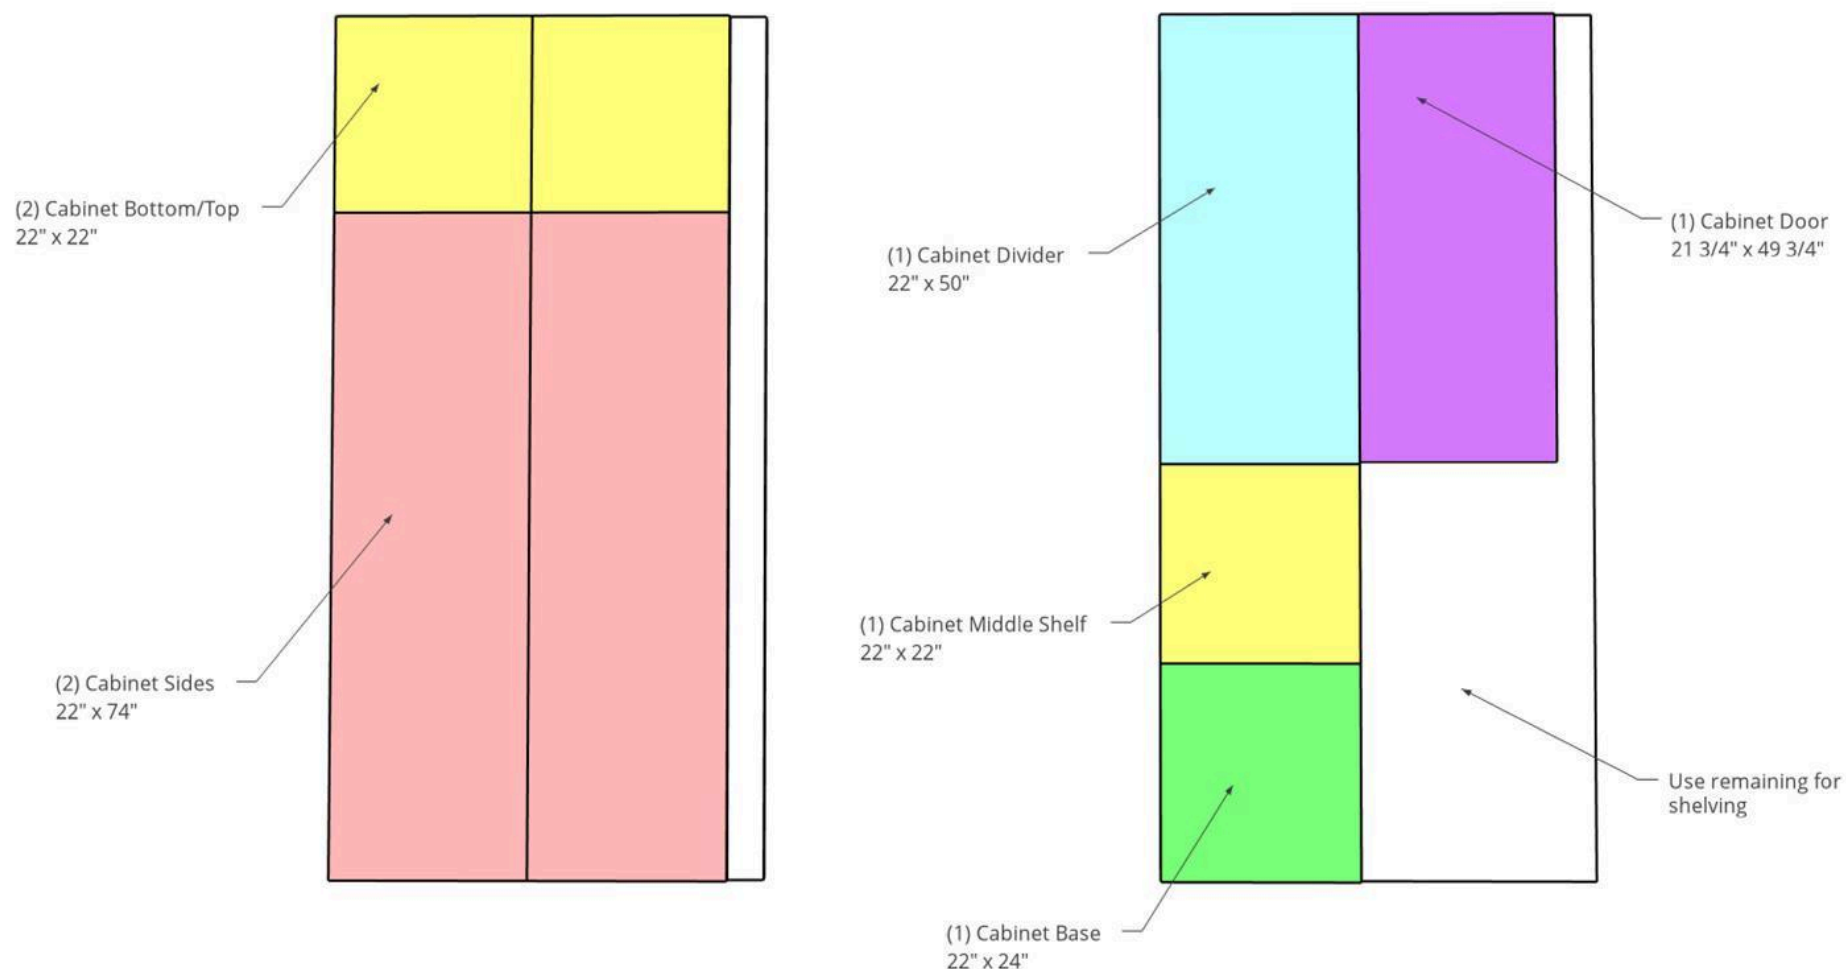 (2) Cabinet Bottom/Top
22" x 22"
(2) Cabinet Sides
22" x 74"
(1) Cabinet Divider
22" x 50"
(1) Cabinet Door
21 3/4" x 49 3/4"
(1) Cabinet Middle Shelf
22" x 22"
Use remaining for
shelving
(1) Cabinet Base
22" x 24"